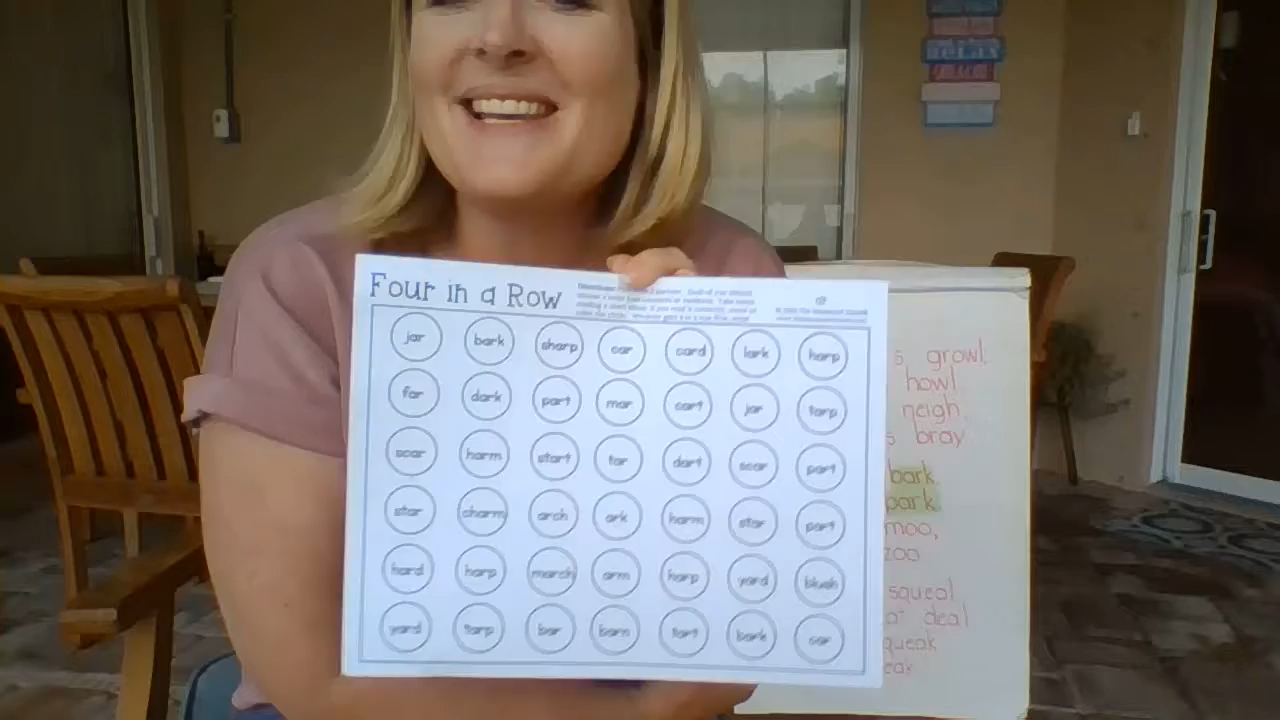 relax
Four in a Row
jar bark sharp car card lark harp
far dark part mar cart jar tarp
scar harm start tar dart scar part
star charm arch ark harm star part
hard harp march arm harp yard blush
yard tarp bar barn tart bark car
s growl.
howl
neigh.
s bray
bark.
park.
moo,
zoo
squeal
a deal
queak
eak